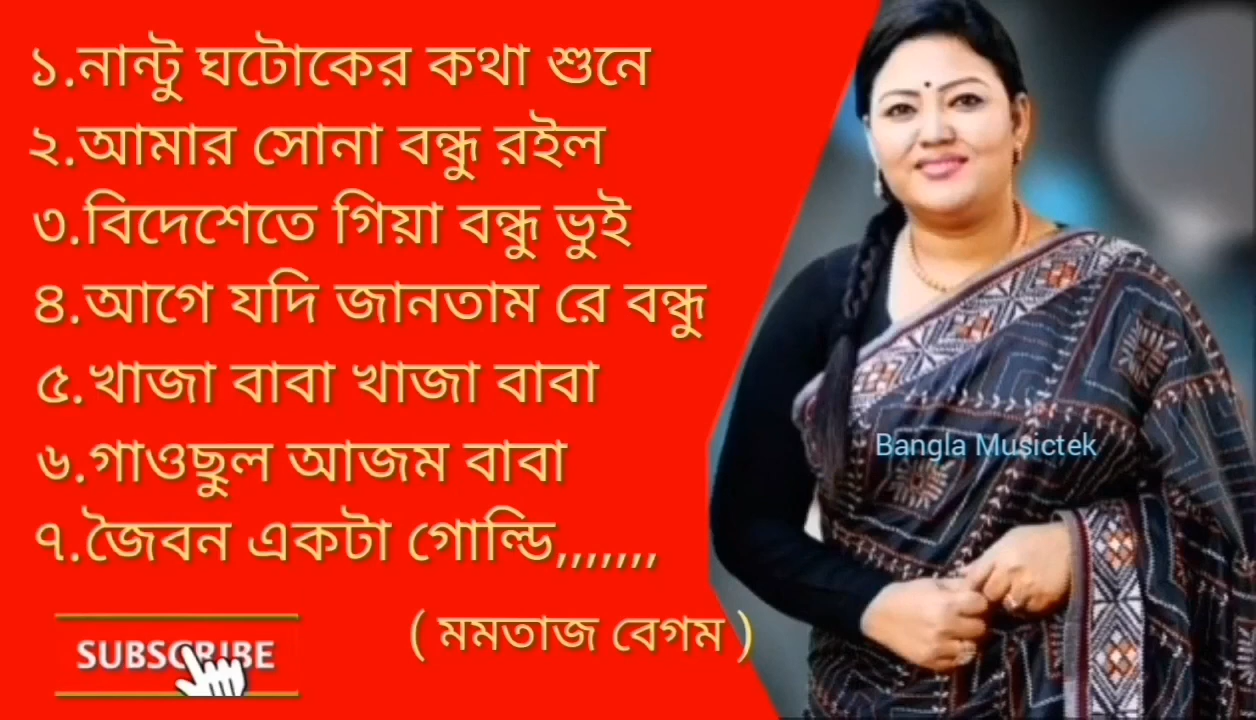 ১.নান্টু ঘটোকের কথা শুনে
২.আমার সোনা বন্ধু রইল
৩.বিদেশেতে গিয়া বন্ধু ভুই
৪.আগে যদি জানতাম রে বন্ধু
৫.খাজা বাবা খাজা বাবা
৬.গাওছুল আজম বাবা
৭.জৈবন একটা গোল্ডি,,,,,,,
( মমতাজ বেগম )
SUBSCRIBE
Bangla Musictek